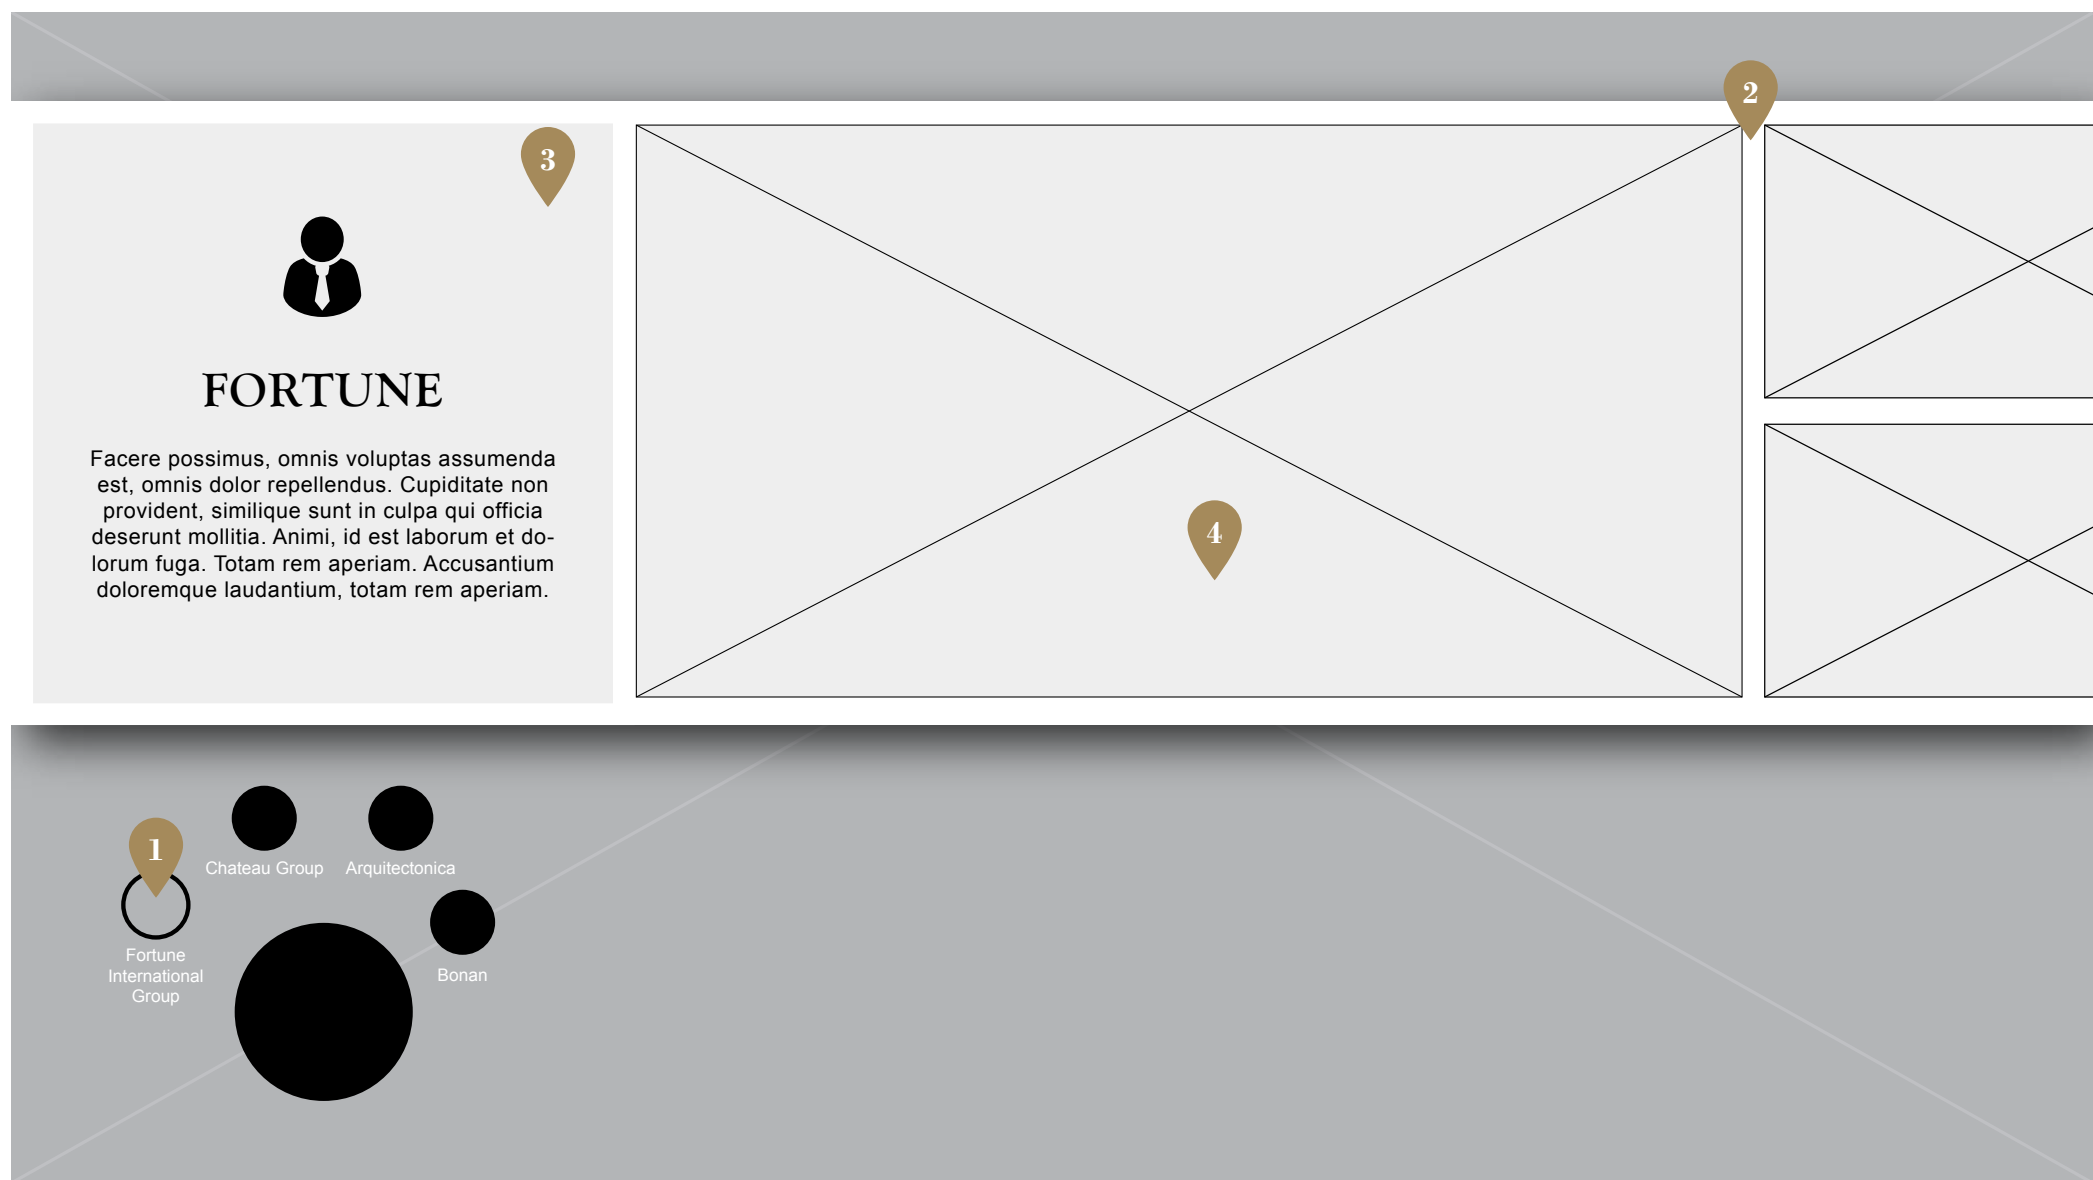 2
3
FORTUNE
Facere possimus, omnis voluptas assumenda
est, omnis dolor repellendus. Cupiditate non
provident, similique sunt in culpa qui officia
deserunt mollitia. Animi, id est laborum et do-
lorum fuga. Totam rem aperiam. Accusantium
doloremque laudantium, totam rem aperiam.
4
1
Chateau Group
Arquitectonica
Fortune
International
Group
Bonan